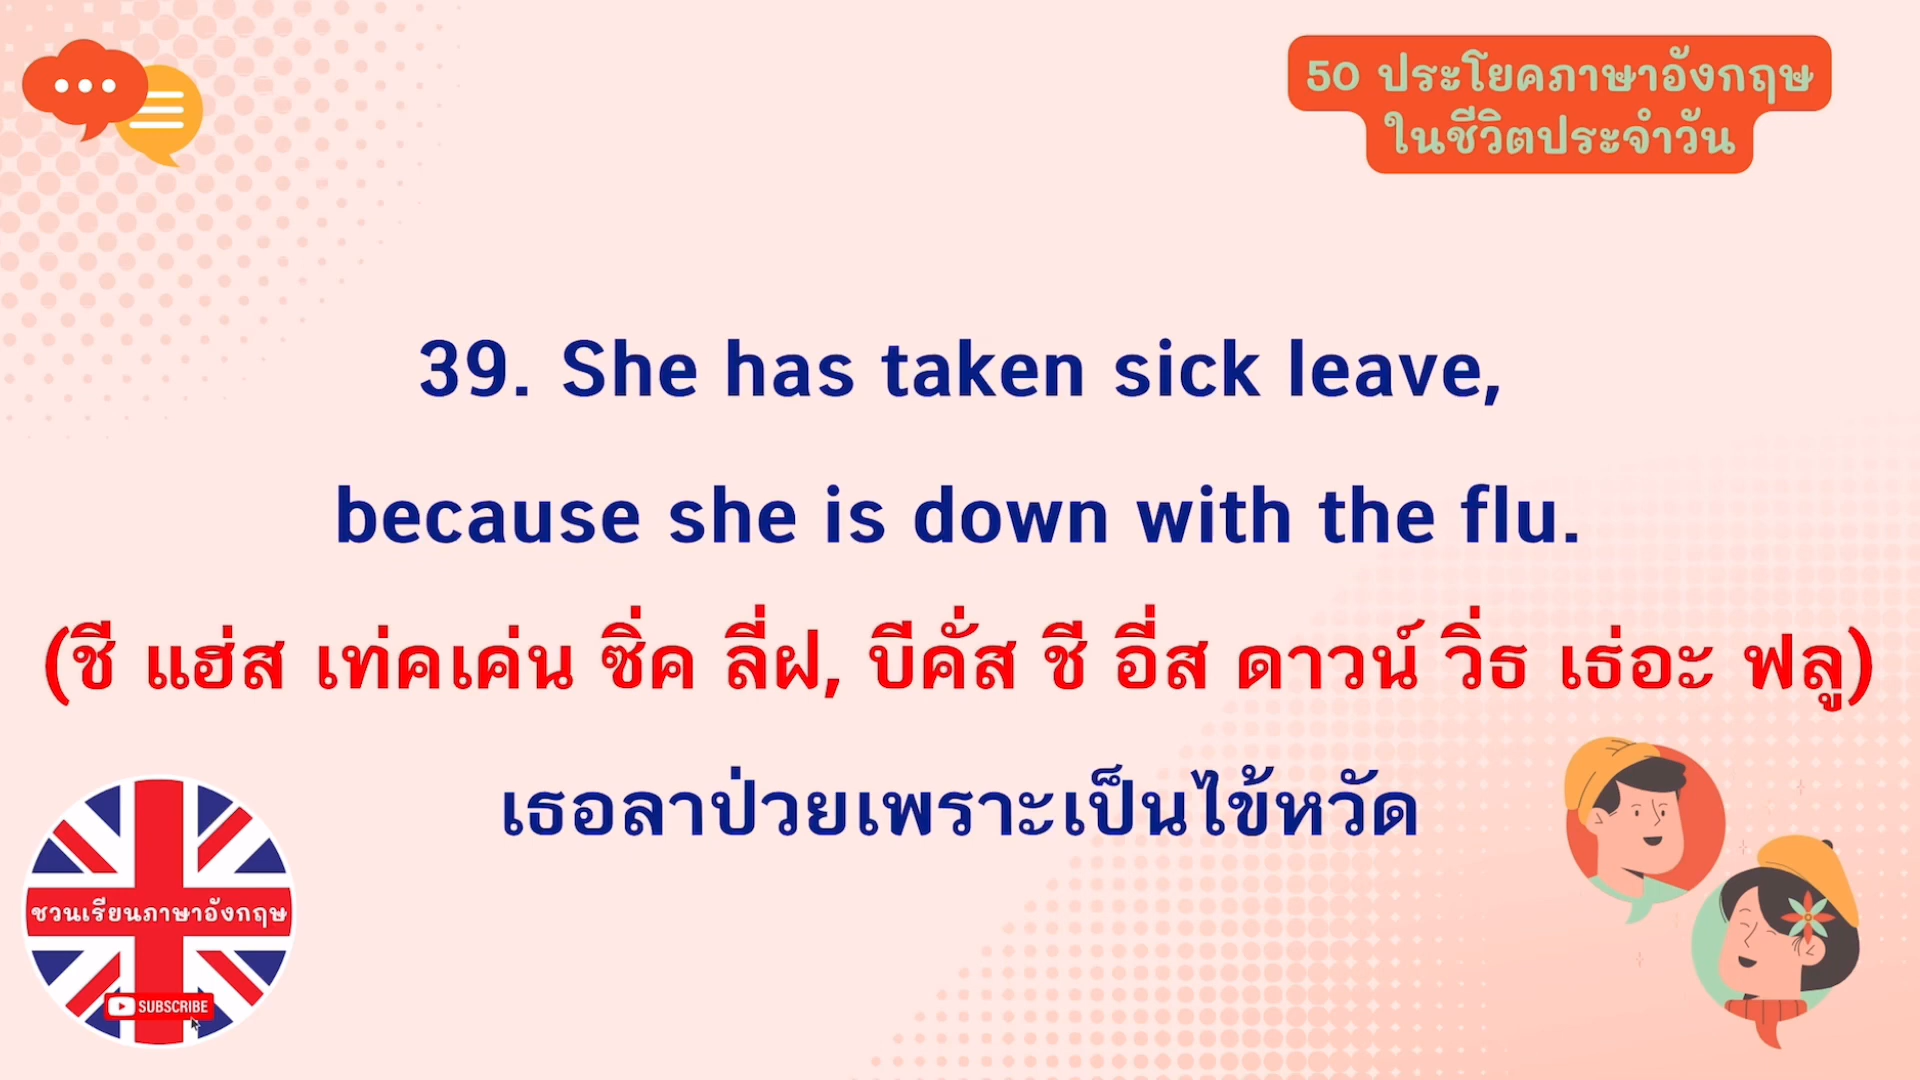 50 ประโยคภาษาอังกฤษ
ในชีวิตประจำวัน
39. She has taken sick leave,
because she is down with the flu.
(ชี แฮ่ส เท่คเค่น ซิ่ค ลี่ฝ, บีคั่ส ชี อี่ส ดาวน์ วิ่ธ เธ่อะ ฟลู)
เธอลาป่วยเพราะเป็นไข้หวัด
ชวนเรียนภาษาอังกฤษ
SUBSCRIBE